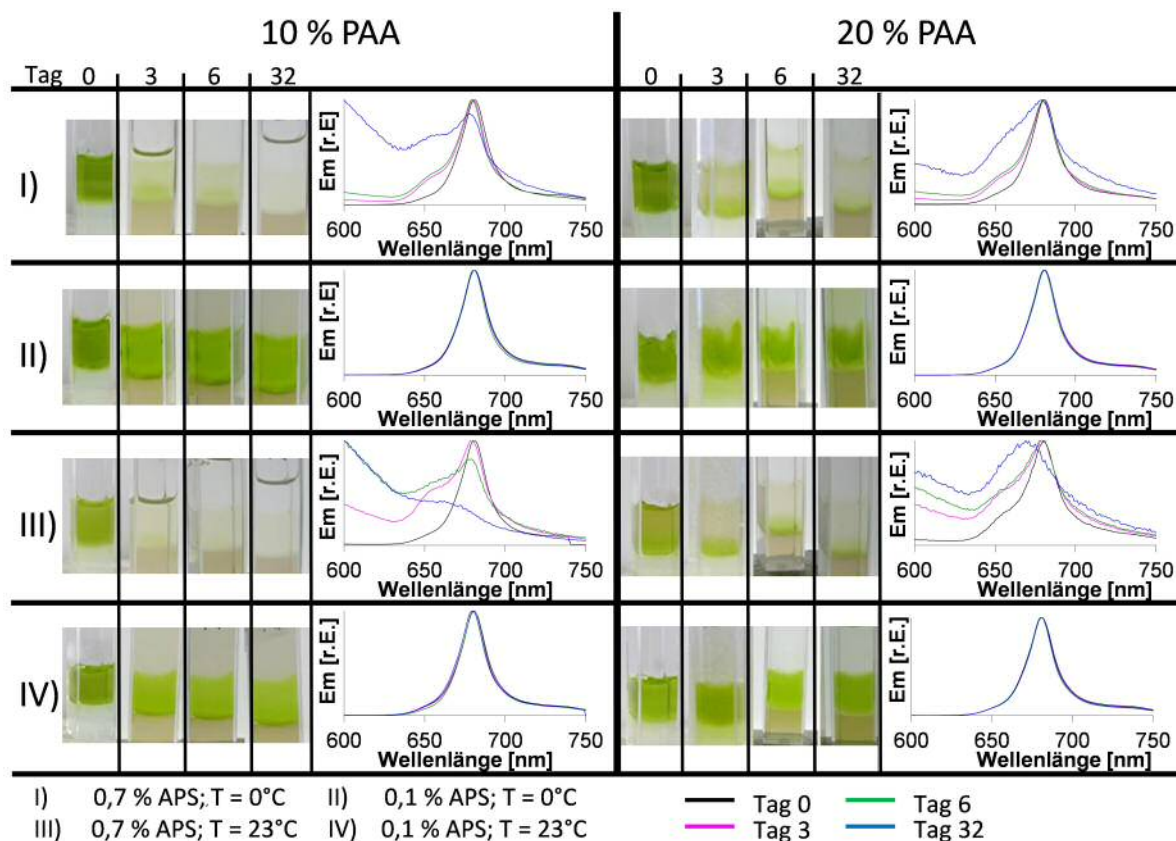 10 % PAA
20 % PAA
Tag 0 3 6 32
0 3 6 32
I)
Em [r.E]
600 650 700 750
Wellenlänge [nm]
Em [r.E.]
600 650 700 750
Wellenlänge [nm]
II)
Em [r.E]
600 650 700 750
Wellenlänge [nm]
Em [r.E.]
600 650 700 750
Wellenlänge [nm]
III)
Em [r.E.]
600 650 700 750
Wellenlänge [nm]
Em [r.E.]
600 650 700 750
Wellenlänge [nm]
IV)
Em [r.E]
600 650 700 750
Wellenlänge [nm]
Em [r.E.]
600 650 700 750
Wellenlänge [nm]
I) 0,7 % APS; T = 0°C II) 0,1 % APS; T = 0°C
III) 0,7 % APS; T = 23°C IV) 0,1 % APS; T = 23°C
Tag 0 Tag 6
Tag 3 Tag 32